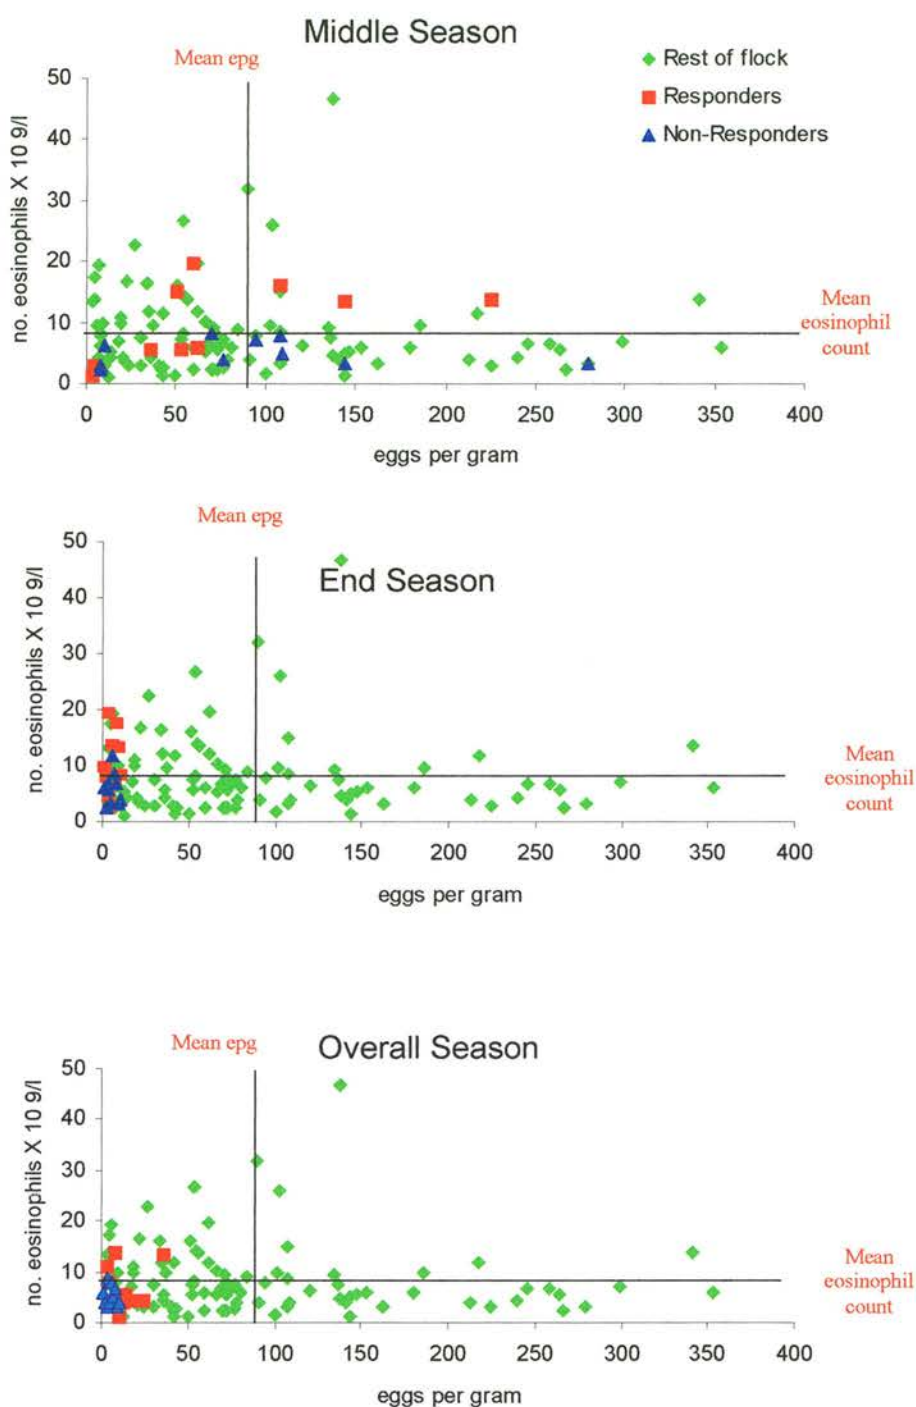 Middle Season
Mean epg
Rest of flock
Responders
Non-Responders
no. eosinophils X 10 9/l
50
40
30
20
10
0
Mean
eosinophil
count
0 50 100 150 200 250 300 350 400
eggs per gram
Mean epg
End Season
no. eosinophils X 10 9/l
50
40
30
20
10
0
Mean
eosinophil
count
0 50 100 150 200 250 300 350 400
eggs per gram
Mean epg
Overall Season
no. eosinophils X 10 9/l
50
40
30
20
10
0
Mean
eosinophil
count
0 50 100 150 200 250 300 350 400
eggs per gram